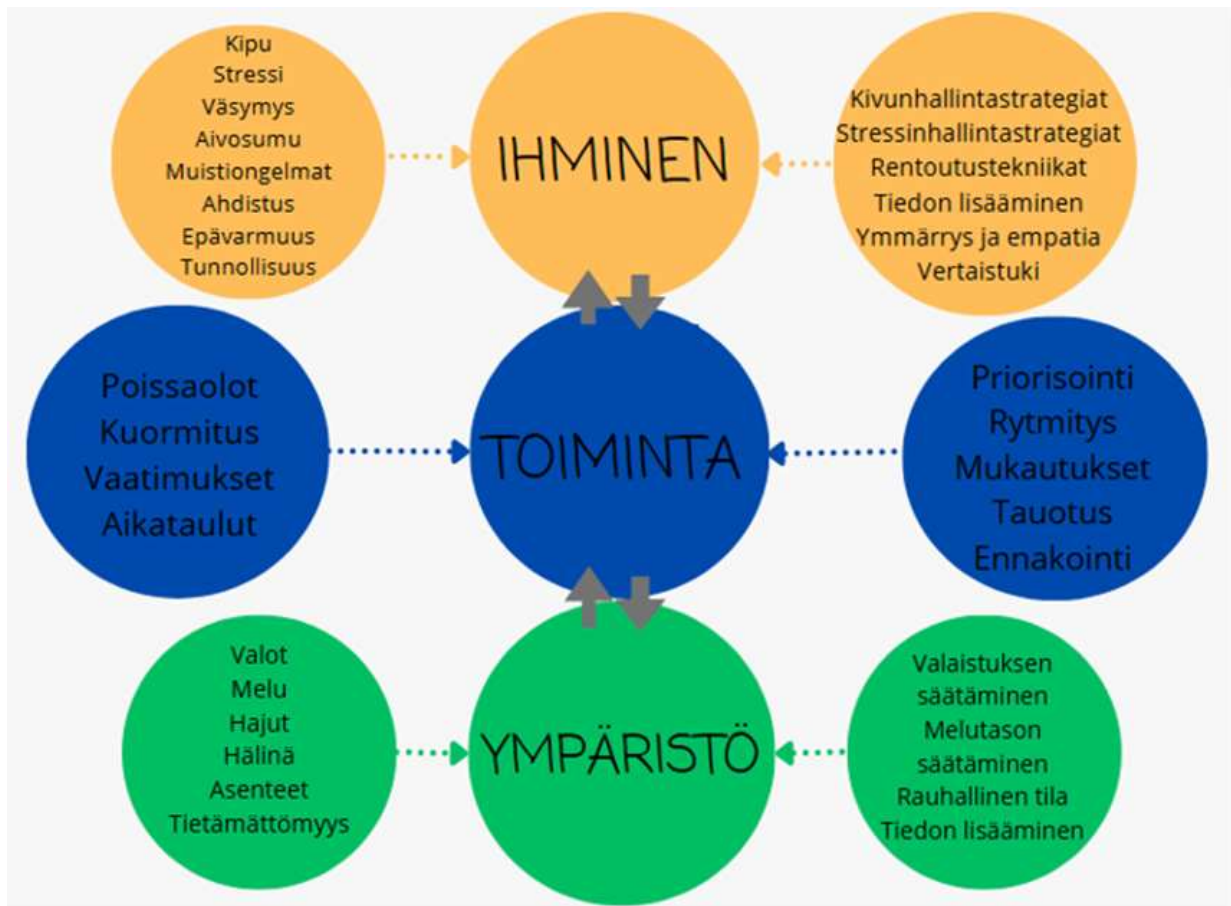 Kipu
Stressi
Väsymys
Aivosumu
Muistiongelmat
Ahdistus
Epävarmuus
Tunnollisuus
IHMINEN
Kivunhallintastrategiat
Stressinhallintastrategiat
Rentoutustekniikat
Tiedon lisääminen
Ymmärrys ja empatia
Vertaistuki
Poissaolot
Kuormitus
Vaatimukset
Aikataulut
TOIMINTA
Priorisointi
Rytmitys
Mukautukset
Tauotus
Ennakointi
Valot
Melu
Hajut
Hälinä
Asenteet
Tietämättömyys
YMPÄRISTÖ
Valaistuksen
säätäminen
Melutason
säätäminen
Rauhallinen tila
Tiedon lisääminen